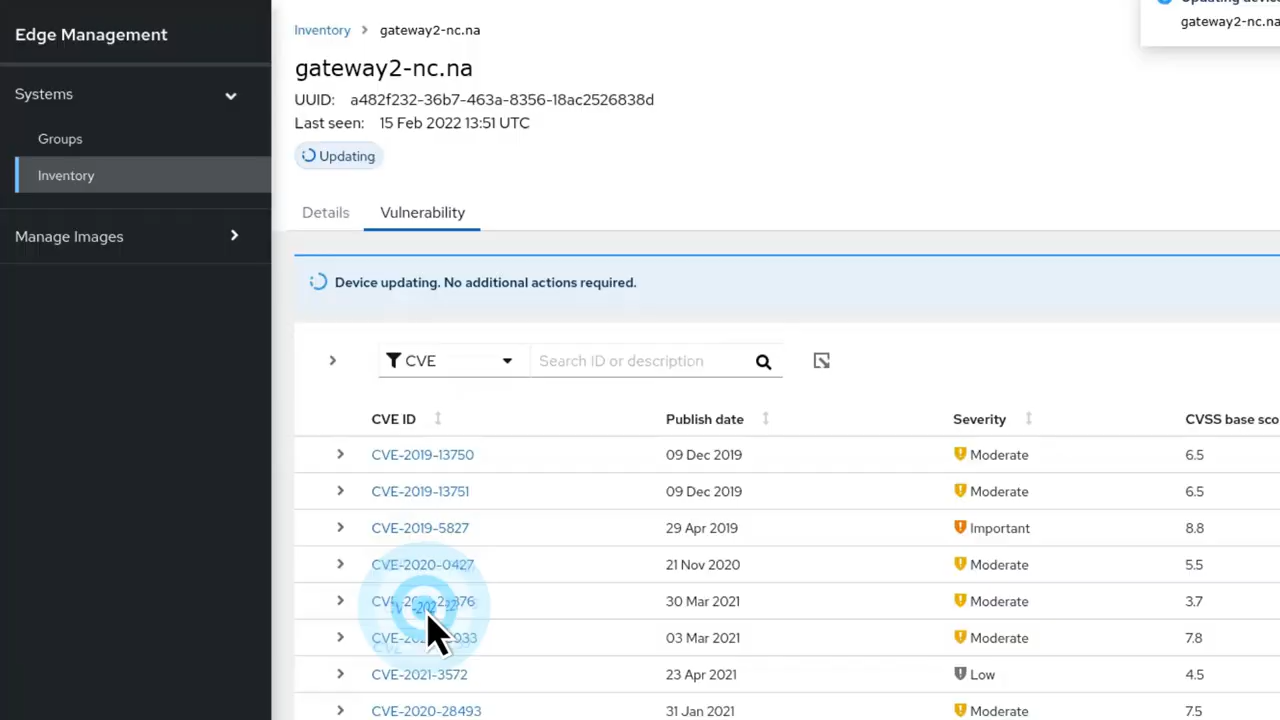 Edge Management
Systems
Groups
Inventory
Manage Images
Inventory > gateway2-nc.na
gateway2-nc.na
UUID: a482f232-36b7-463a-8356-18ac2526838d
Last seen: 15 Feb 2022 13:51 UTC
Updating
gateway2-nc.na
Details Vulnerability
Device updating. No additional actions required.
CVE Search ID or description
CVE ID Publish date Severity CVSS base sco
CVE-2019-13750 09 Dec 2019 Moderate 6.5
CVE-2019-13751 09 Dec 2019 Moderate 6.5
CVE-2019-5827 29 Apr 2019 Important 8.8
CVE-2020-0427 21 Nov 2020 Moderate 5.5
30 Mar 2021 Moderate 3.7
03 Mar 2021 Moderate 7.8
CVE-2021-3572 23 Apr 2021 Low 4.5
CVE-2020-28493 31 Jan 2021 Moderate 7.5